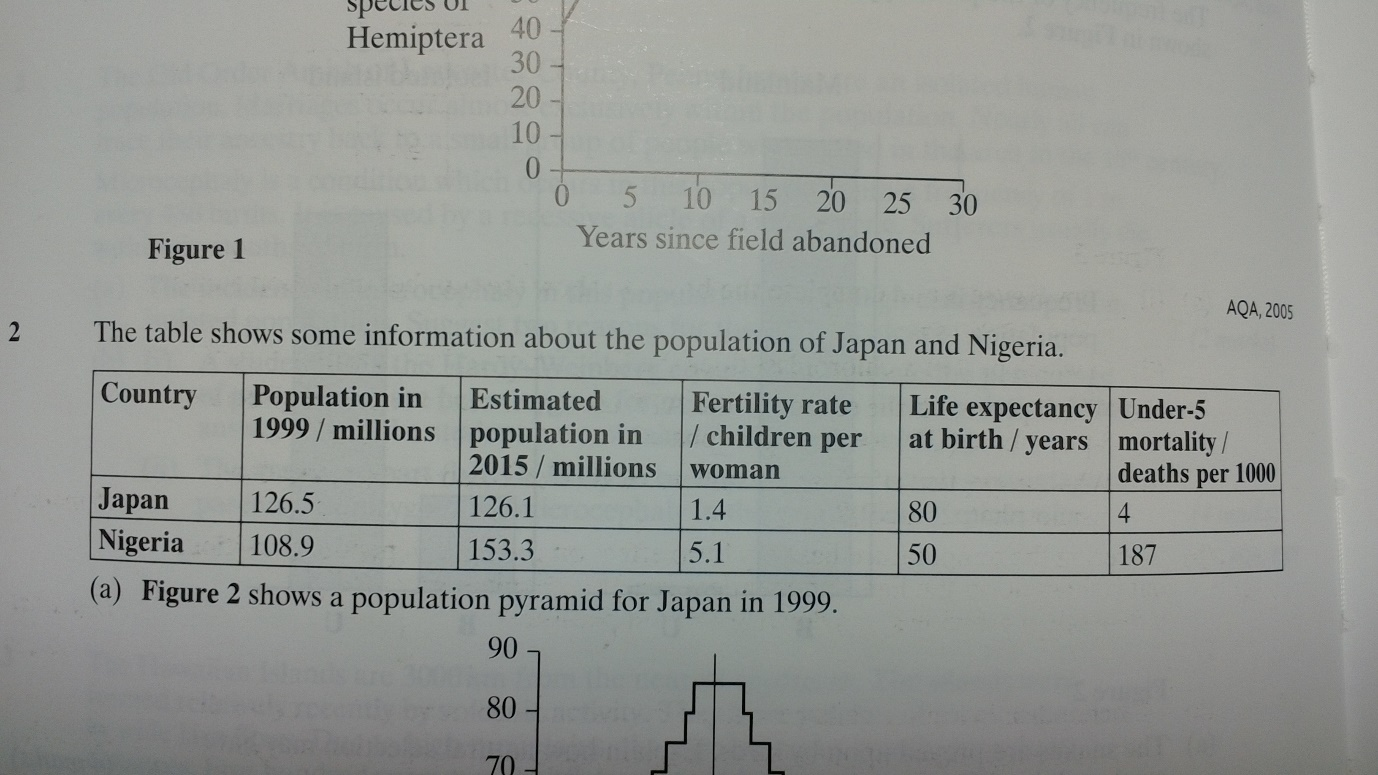 species of
Hemiptera
40
30
20
10
0
0 5 10 15 20 25 30
Years since field abandoned
Figure 1
AQA, 2005
2 The table shows some information about the population of Japan and Nigeria.
Country Population in 1999 / millions Estimated population in 2015 / millions Fertility rate / children per woman Life expectancy at birth / years Under-5 mortality / deaths per 1000
Japan 126.5 126.1 1.4 80 4
Nigeria 108.9 153.3 5.1 50 187
(a) Figure 2 shows a population pyramid for Japan in 1999.
90
80
70